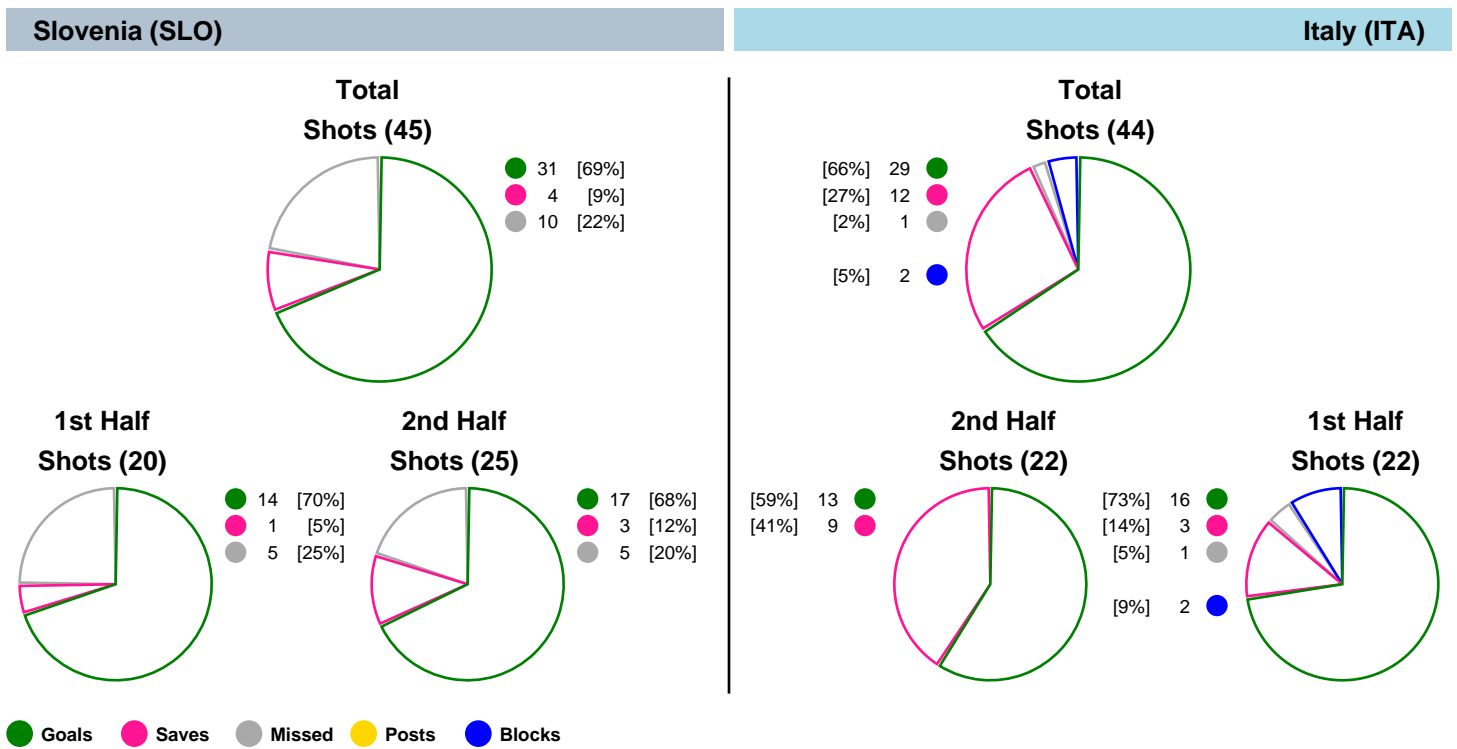 Slovenia (SLO)
Italy (ITA)
Total
Shots (45)
31 [69%]
4 [9%]
10 [22%]
Total
Shots (44)
[66%] 29
[27%] 12
[2%] 1
[5%] 2
1st Half
Shots (20)
14 [70%]
1 [5%]
5 [25%]
2nd Half
Shots (25)
17 [68%]
3 [12%]
5 [20%]
2nd Half
Shots (22)
[59%] 13
[41%] 9
1st Half
Shots (22)
[73%] 16
[14%] 3
[5%] 1
[9%] 2
Goals Saves Missed Posts Blocks